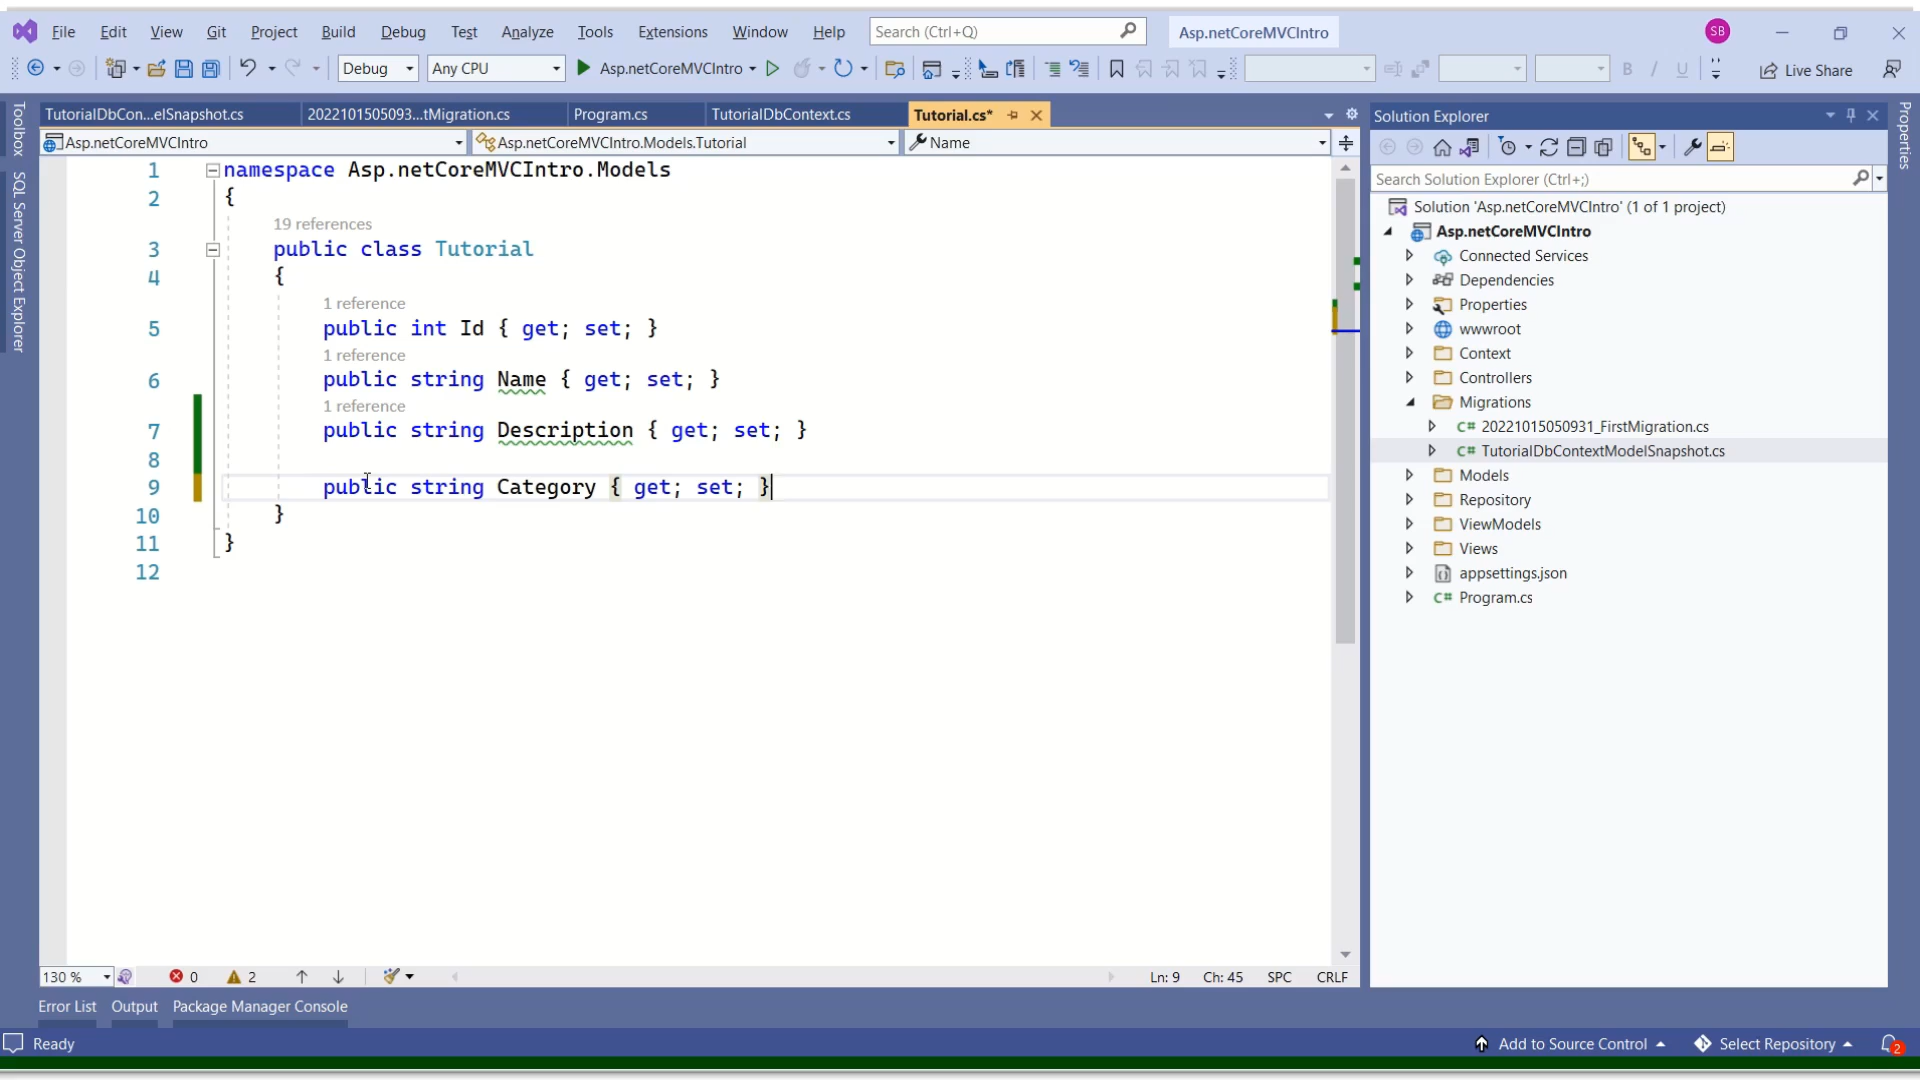 File Edit View Git Project Build Debug Test Analyze Tools Extensions Window Help Search (Ctrl+Q) Asp.netCoreMVCIntro SB
Debug Any CPU Asp.netCoreMVCIntro B I U Live Share
TutorialDbCon...elSnapshot.cs 2022101505093...tMigration.cs Program.cs TutorialDbContext.cs Tutorial.cs*
Asp.netCoreMVCIntro Asp.netCoreMVCIntro.Models.Tutorial Name
1 namespace Asp.netCoreMVCIntro.Models
2 {
19 references
3 public class Tutorial
4 {
1 reference
5 public int Id { get; set; }
1 reference
6 public string Name { get; set; }
1 reference
7 public string Description { get; set; }
8
9 public string Category { get; set; }
10 }
11 }
12
130 % 0 2 Ln: 9 Ch: 45 SPC CRLF
Error List Output Package Manager Console
Ready Add to Source Control Select Repository 2
Toolbox
SQL Server Object Explorer
Solution Explorer
Search Solution Explorer (Ctrl+;)
Solution 'Asp.netCoreMVCIntro' (1 of 1 project)
Asp.netCoreMVCIntro
Connected Services
Dependencies
Properties
wwwroot
Context
Controllers
Migrations
C# 20221015050931_FirstMigration.cs
C# TutorialDbContextModelSnapshot.cs
Models
Repository
ViewModels
Views
appsettings.json
C# Program.cs
Properties